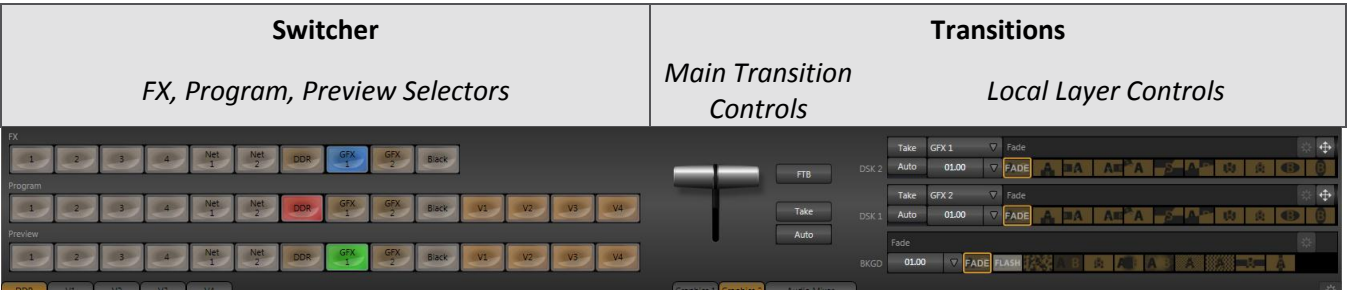 Switcher
Transitions
FX, Program, Preview Selectors
Main Transition
Controls
Local Layer Controls
FX
1 2 3 4 Net 1 Net 2 DDR GFX 1 GFX 2 Black
Program
1 2 3 4 Net 1 Net 2 DDR GFX 1 GFX 2 Black V1 V2 V3 V4
Preview
1 2 3 4 Net 1 Net 2 DDR GFX 1 GFX 2 Black V1 V2 V3 V4
FTB
Take
Auto
DSK 2
Take GFX 1 Fade
Auto 01.00 FADE
DSK 1
Take GFX 2 Fade
Auto 01.00 FADE
Fade
BKGD 01.00 FADE FLASH